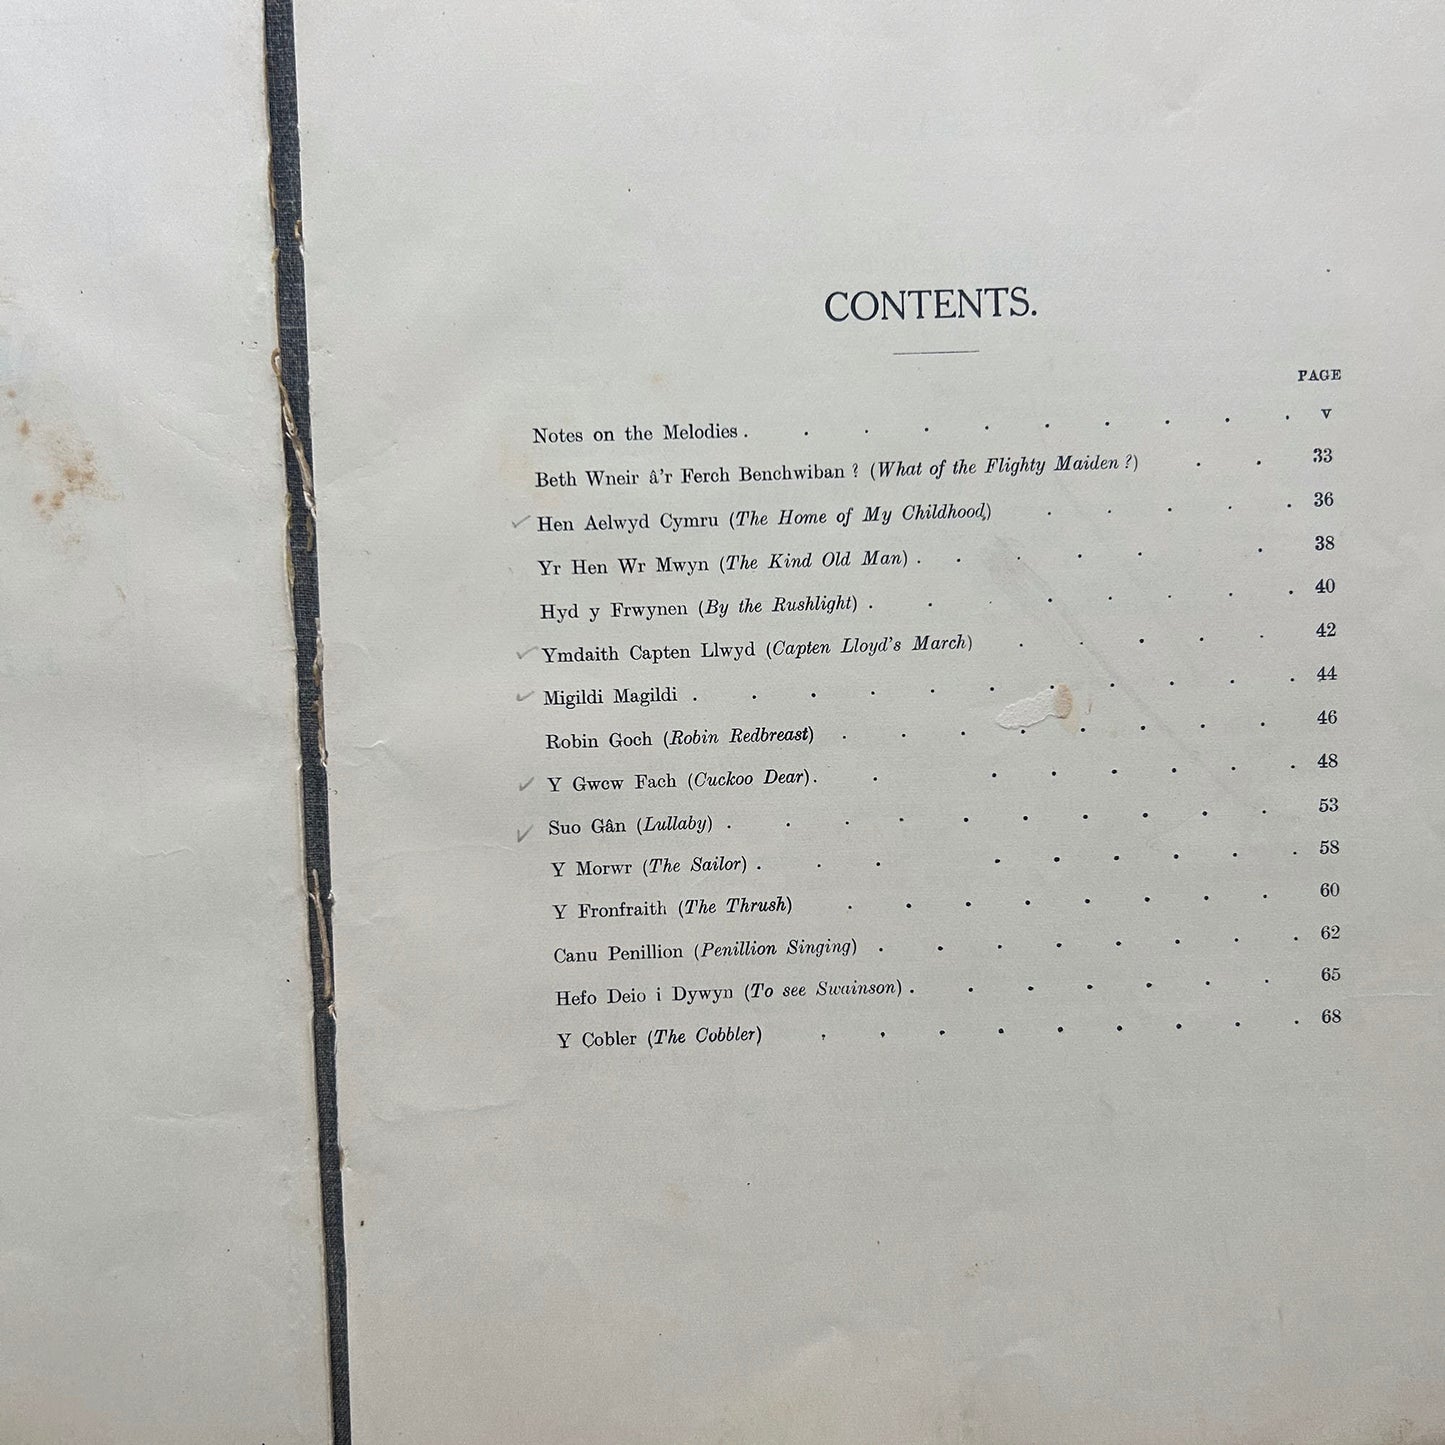 CONTENTS.
PAGE
Notes on the Melodies . . . . . . . . . . v
Beth Wneir â'r Ferch Benchwiban? (What of the Flighty Maiden?) . . 33
✓ Hen Aelwyd Cymru (The Home of My Childhood) . . . . . 36
Yr Hen Wr Mwyn (The Kind Old Man) . . . . . . 38
Hyd y Frwynen (By the Rushlight) . . . . . . . . 40
✓ Ymdaith Capten Llwyd (Capten Lloyd's March) . . . . . 42
✓ Migildi Magildi . . . . . . . . . . . 44
Robin Goch (Robin Redbreast) . . . . . . . . 46
✓ Y Gwcw Fach (Cuckoo Dear) . . . . . . . . 48
✓ Suo Gân (Lullaby) . . . . . . . . . . 53
Y Morwr (The Sailor) . . . . . . . . . 58
Y Fronfraith (The Thrush) . . . . . . . . 60
Canu Penillion (Penillion Singing) . . . . . . . . 62
Hefo Deio i Dywyn (To see Swainson) . . . . . . . 65
Y Cobler (The Cobbler) . . . . . . . . . 68